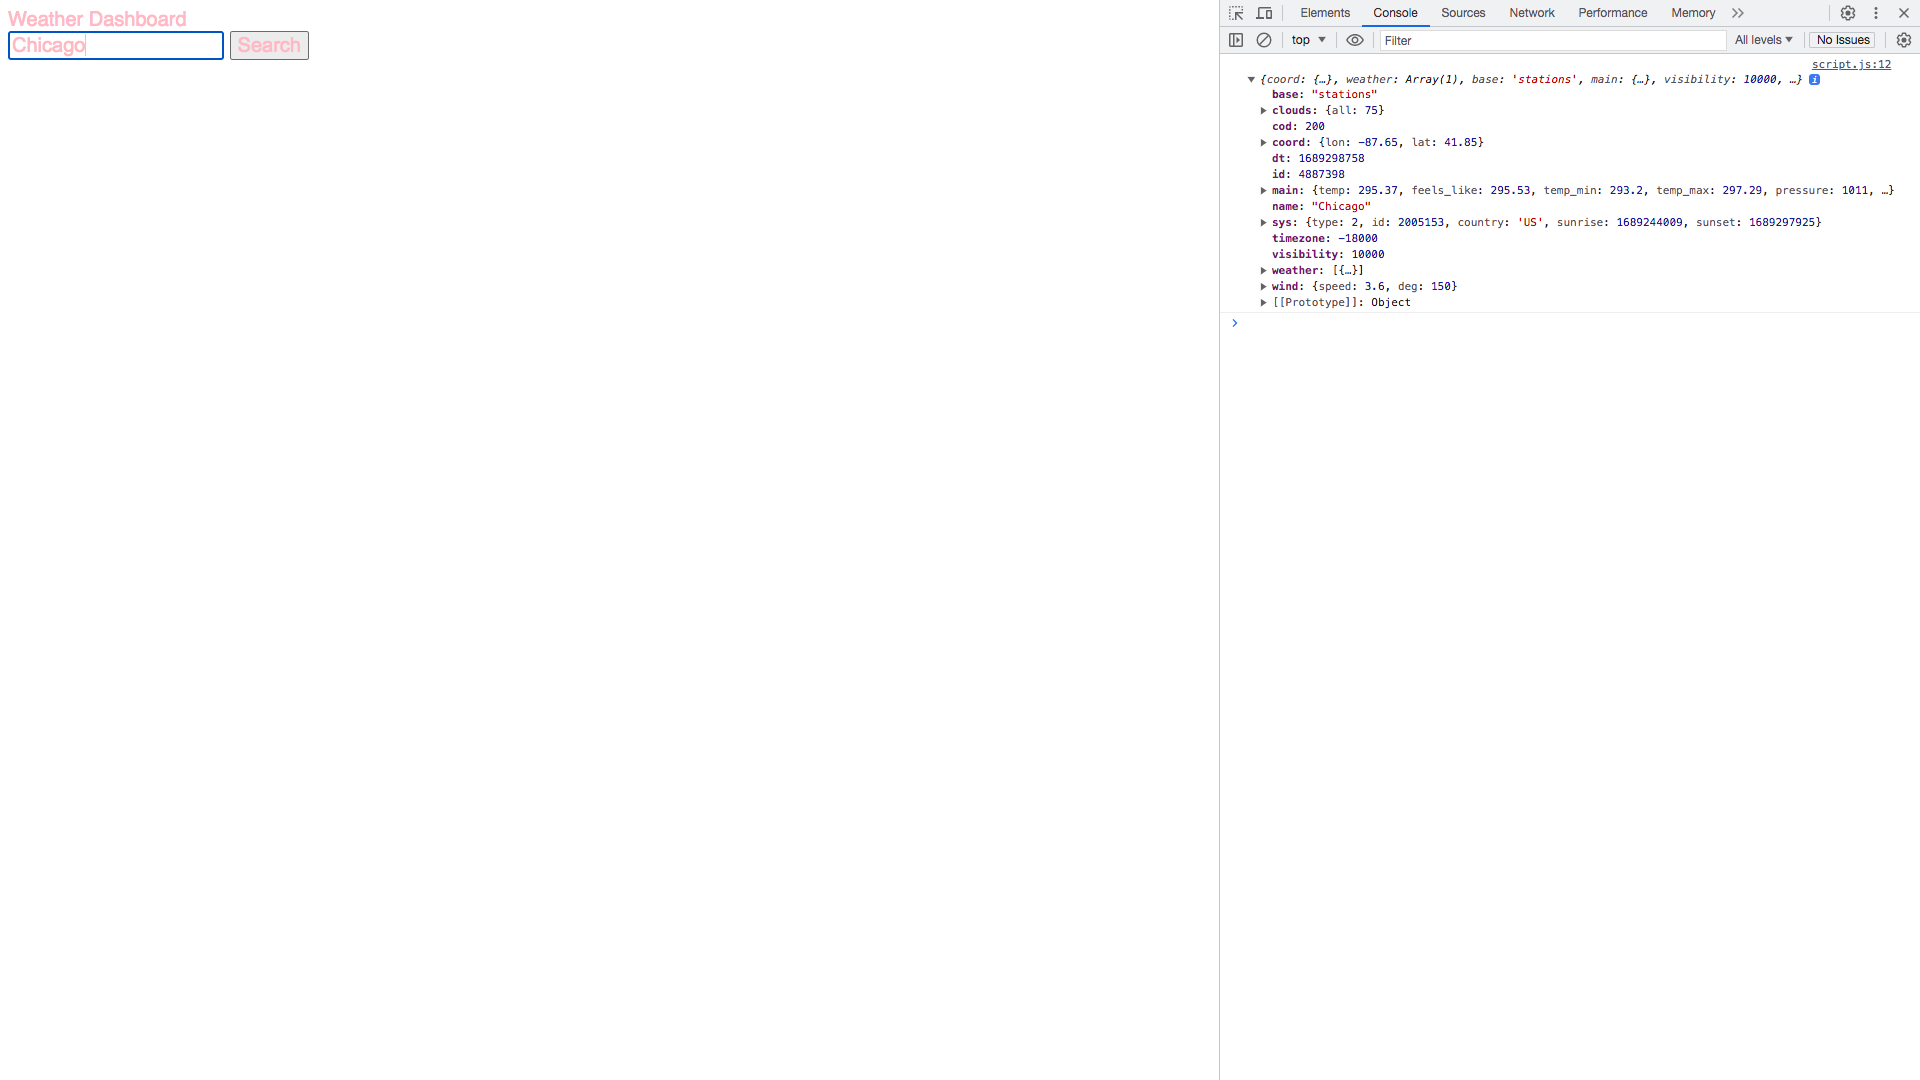 Weather Dashboard
Chicago Search
Elements Console Sources Network Performance Memory
top Filter All levels No Issues
script.js:12
{coord: {…}, weather: Array(1), base: 'stations', main: {…}, visibility: 10000, …}
base: "stations"
clouds: {all: 75}
cod: 200
coord: {lon: -87.65, lat: 41.85}
dt: 1689298758
id: 4887398
main: {temp: 295.37, feels_like: 295.53, temp_min: 293.2, temp_max: 297.29, pressure: 1011, …}
name: "Chicago"
sys: {type: 2, id: 2005153, country: 'US', sunrise: 1689244009, sunset: 1689297925}
timezone: -18000
visibility: 10000
weather: [{…}]
wind: {speed: 3.6, deg: 150}
[[Prototype]]: Object